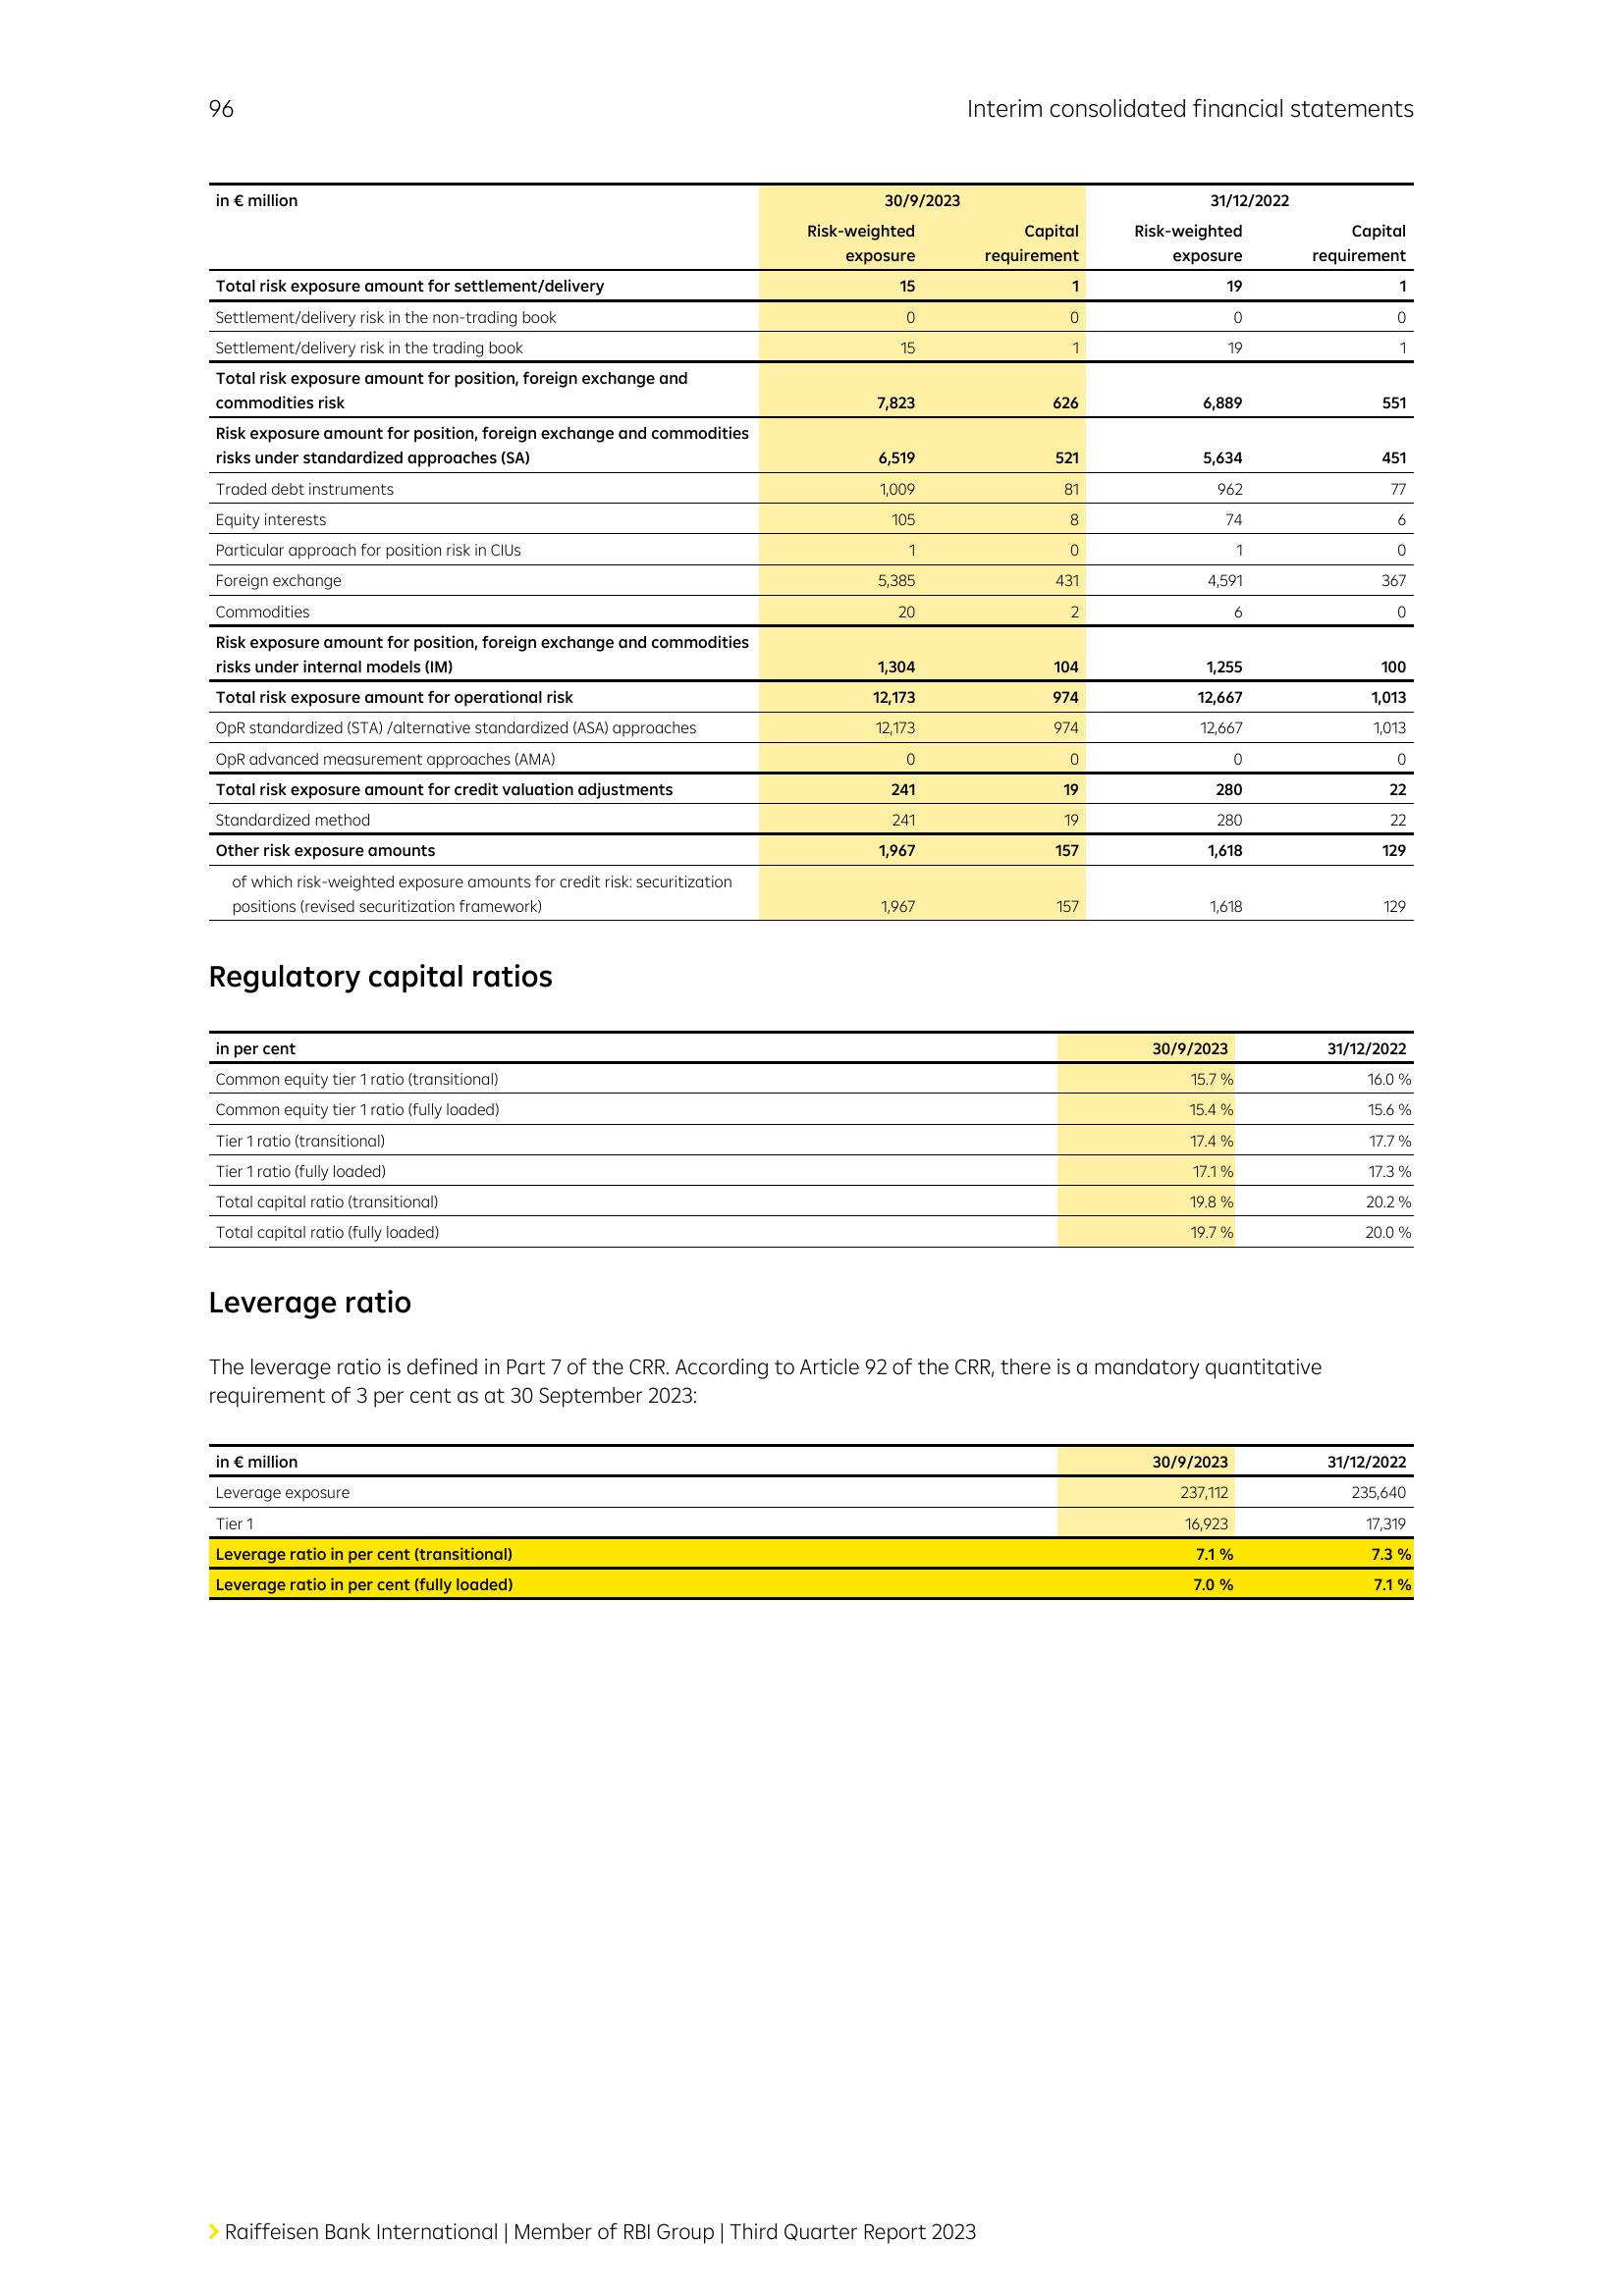 96 Interim consolidated financial statements
in € million 30/9/2023 31/12/2022
Risk-weighted Capital Risk-weighted Capital
exposure requirement exposure requirement
Total risk exposure amount for settlement/delivery 15 1 19 1
Settlement/delivery risk in the non-trading book 0 0 0 0
Settlement/delivery risk in the trading book 15 1 19 1
Total risk exposure amount for position, foreign exchange and
commodities risk 7,823 626 6,889 551
Risk exposure amount for position, foreign exchange and commodities
risks under standardized approaches (SA) 6,519 521 5,634 451
Traded debt instruments 1,009 81 962 77
Equity interests 105 8 74 6
Particular approach for position risk in CIUs 1 0 1 0
Foreign exchange 5,385 431 4,591 367
Commodities 20 2 6 0
Risk exposure amount for position, foreign exchange and commodities
risks under internal models (IM) 1,304 104 1,255 100
Total risk exposure amount for operational risk 12,173 974 12,667 1,013
OpR standardized (STA) /alternative standardized (ASA) approaches 12,173 974 12,667 1,013
OpR advanced measurement approaches (AMA) 0 0 0 0
Total risk exposure amount for credit valuation adjustments 241 19 280 22
Standardized method 241 19 280 22
Other risk exposure amounts 1,967 157 1,618 129
of which risk-weighted exposure amounts for credit risk: securitization
positions (revised securitization framework) 1,967 157 1,618 129
Regulatory capital ratios
in per cent 30/9/2023 31/12/2022
Common equity tier 1 ratio (transitional) 15.7 % 16.0 %
Common equity tier 1 ratio (fully loaded) 15.4 % 15.6 %
Tier 1 ratio (transitional) 17.4 % 17.7 %
Tier 1 ratio (fully loaded) 17.1 % 17.3 %
Total capital ratio (transitional) 19.8 % 20.2 %
Total capital ratio (fully loaded) 19.7 % 20.0 %
Leverage ratio
The leverage ratio is defined in Part 7 of the CRR. According to Article 92 of the CRR, there is a mandatory quantitative
requirement of 3 per cent as at 30 September 2023:
in € million 30/9/2023 31/12/2022
Leverage exposure 237,112 235,640
Tier 1 16,923 17,319
Leverage ratio in per cent (transitional) 7.1 % 7.3 %
Leverage ratio in per cent (fully loaded) 7.0 % 7.1 %
Raiffeisen Bank International | Member of RBI Group | Third Quarter Report 2023